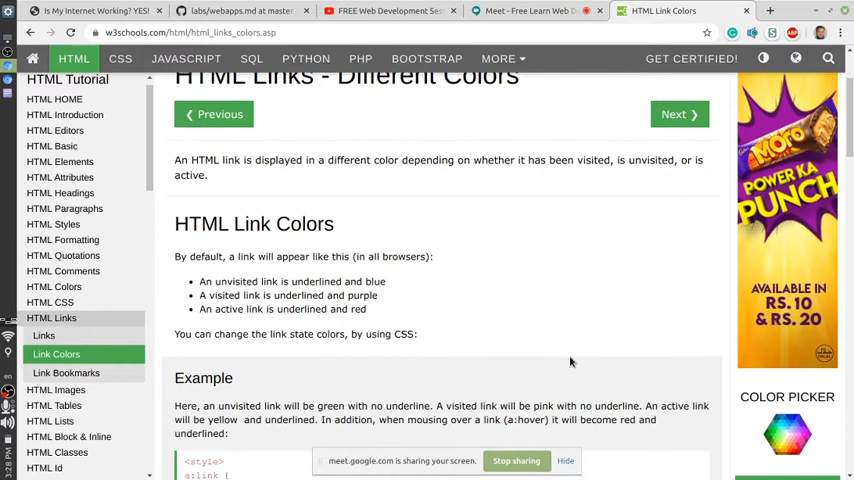 Is My Internet Working? YES!
labs/webapps.md at master
FREE Web Development Ses
Meet - Free Learn Web D
HTML Links Colors
w3schools.com/html/html_links_colors.asp
HTML CSS JAVASCRIPT SQL PYTHON PHP BOOTSTRAP MORE GET CERTIFIED!
HTML Tutorial
HTML HOME
HTML Introduction
HTML Editors
HTML Basic
HTML Elements
HTML Attributes
HTML Headings
HTML Paragraphs
HTML Styles
HTML Formatting
HTML Quotations
HTML Comments
HTML Colors
HTML CSS
HTML Links
Links
Link Colors
Link Bookmarks
HTML Images
HTML Tables
HTML Lists
HTML Block & Inline
HTML Classes
HTML Id
HTML Links - Different Colors
❮ Previous
Next ❯
An HTML link is displayed in a different color depending on whether it has been visited, is unvisited, or is
active.
HTML Link Colors
By default, a link will appear like this (in all browsers):
• An unvisited link is underlined and blue
• A visited link is underlined and purple
• An active link is underlined and red
You can change the link state colors, by using CSS:
Example
Here, an unvisited link will be green with no underline. A visited link will be pink with no underline. An active link
will be yellow and underlined. In addition, when mousing over a link (a:hover) it will become red and
underlined:
<style>
a:link {
meet.google.com is sharing your screen.
Stop sharing
Hide
MORO
POWER KA
PUNCH
AVAILABLE IN
RS. 10
& RS. 20
COLOR PICKER
en
3:28 PM